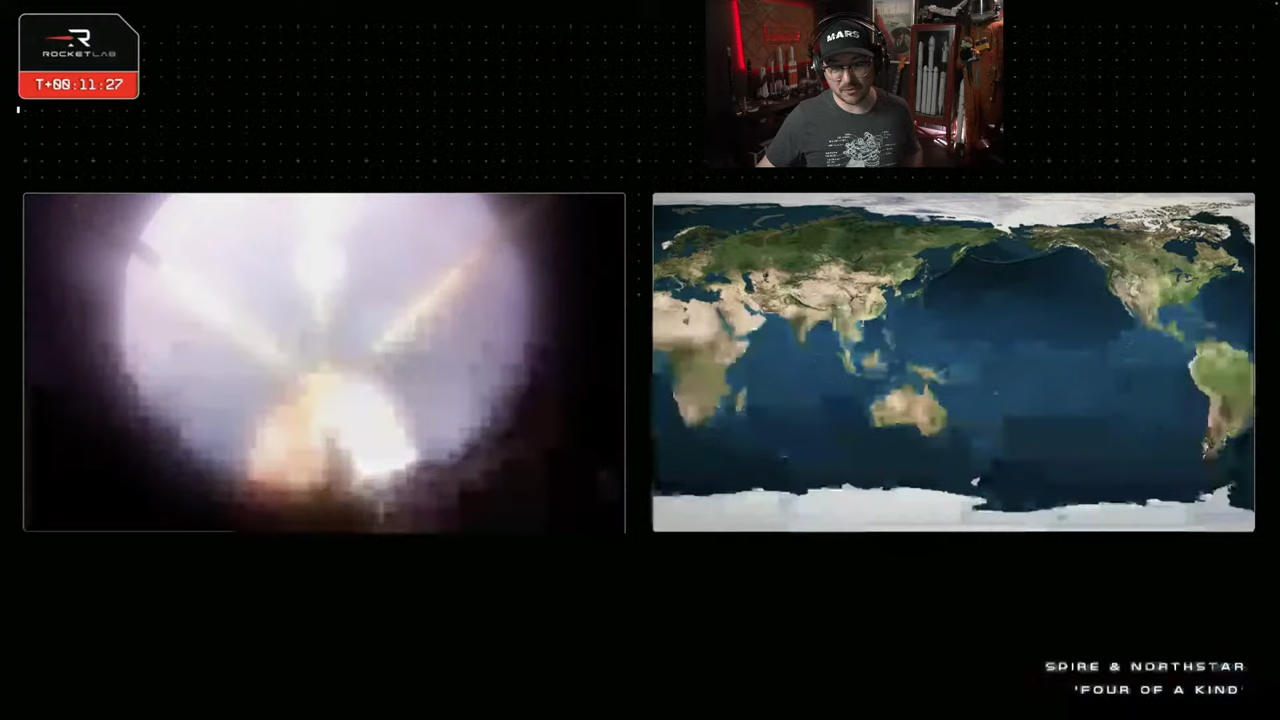 ROCKETLAB
T+00:11:27
MARS
SPIRE & NORTHSTAR
'FOUR OF A KIND'